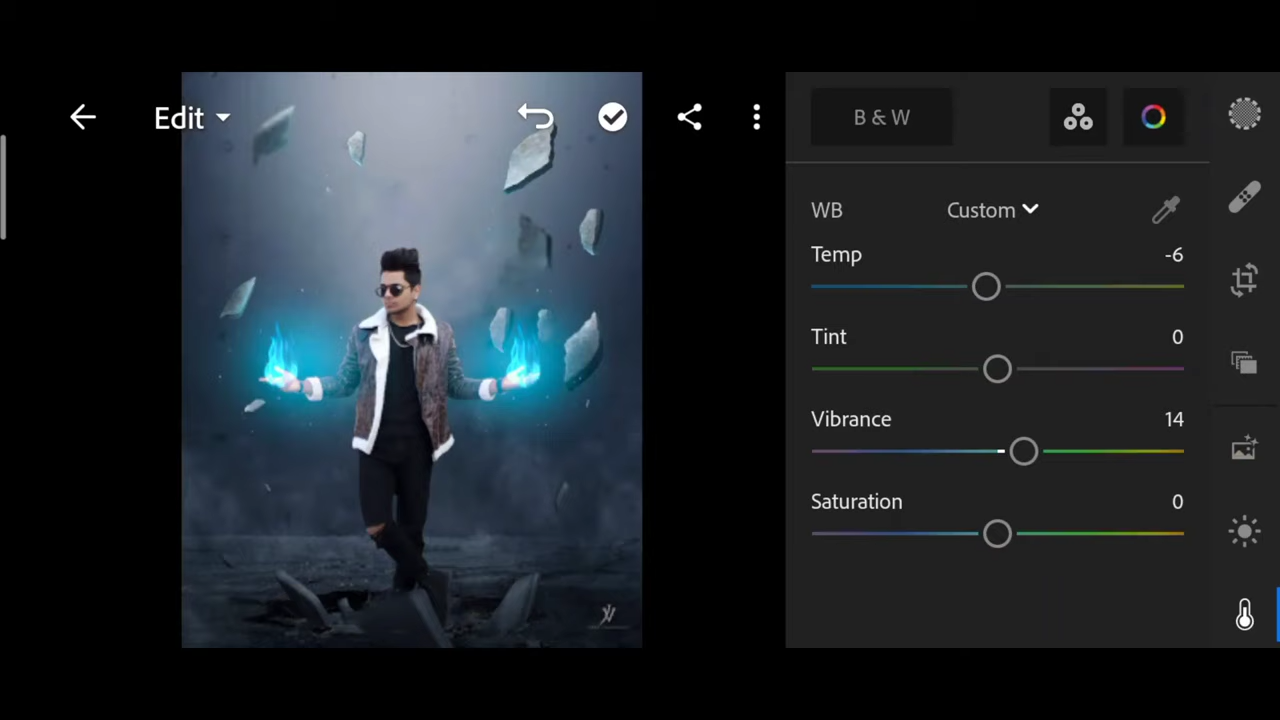 Edit
B & W
WB
Custom
Temp
-6
Tint
0
Vibrance
14
Saturation
0